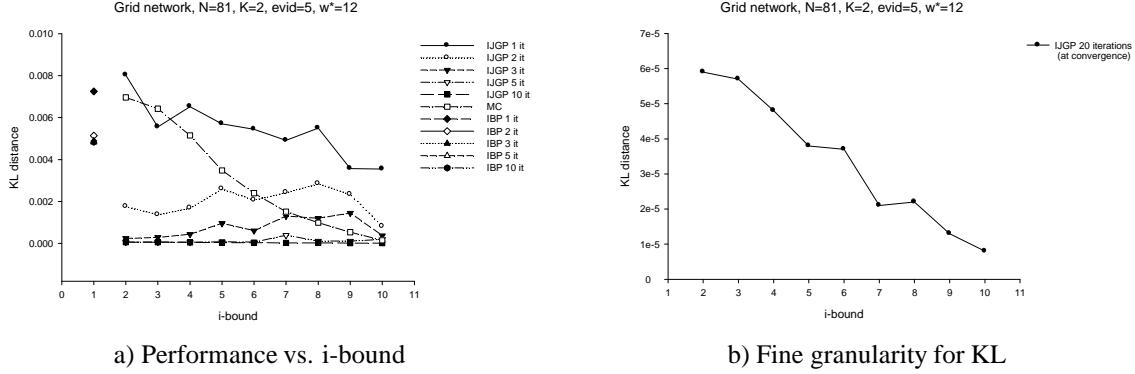 Grid network, N=81, K=2, evid=5, w*=12
0.010
0.008
0.006
0.004
0.002
0.000
KL distance
0 1 2 3 4 5 6 7 8 9 10 11
i-bound
IJGP 1 it
IJGP 2 it
IJGP 3 it
IJGP 5 it
IJGP 10 it
MC
IBP 1 it
IBP 2 it
IBP 3 it
IBP 5 it
IBP 10 it
a) Performance vs. i-bound
Grid network, N=81, K=2, evid=5, w*=12
7e-5
6e-5
5e-5
4e-5
3e-5
2e-5
1e-5
0
KL distance
1 2 3 4 5 6 7 8 9 10 11
i-bound
IJGP 20 iterations
(at convergence)
b) Fine granularity for KL